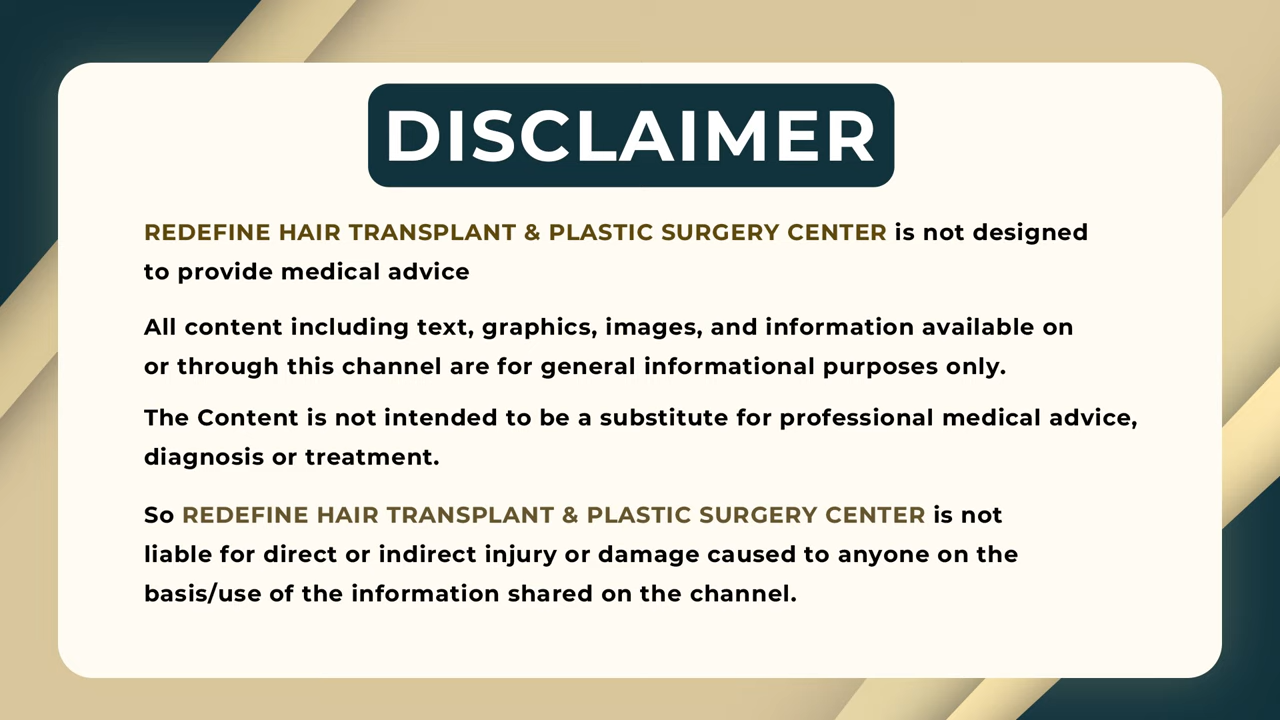 DISCLAIMER
REDEFINE HAIR TRANSPLANT & PLASTIC SURGERY CENTER is not designed
to provide medical advice
All content including text, graphics, images, and information available on
or through this channel are for general informational purposes only.
The Content is not intended to be a substitute for professional medical advice,
diagnosis or treatment.
So REDEFINE HAIR TRANSPLANT & PLASTIC SURGERY CENTER is not
liable for direct or indirect injury or damage caused to anyone on the
basis/use of the information shared on the channel.